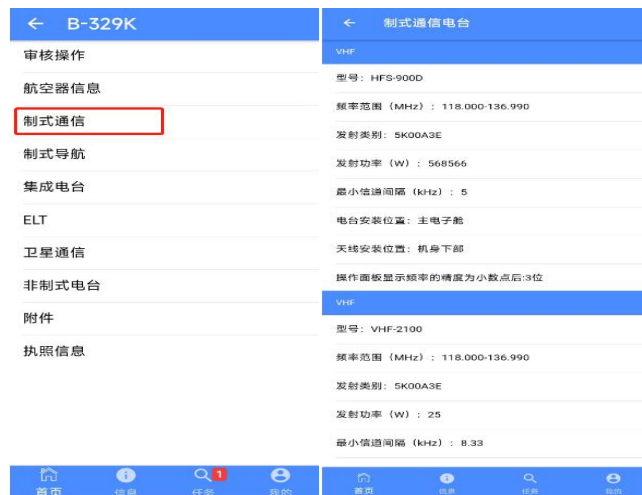 B-329K
审核操作
航空器信息
制式通信
制式导航
集成电台
ELT
卫星通信
非制式电台
附件
执照信息
1
首页
信息
任务
我的
制式通信电台
VHF
型号：HFS-900D
频率范围（MHz）：118.000-136.990
发射类别：5K00A3E
发射功率（W）：568566
最小信道间隔（kHz）：5
电台安装位置：主电子舱
天线安装位置：机身下部
操作面板显示频率的精度为小数点后:3位
VHF
型号：VHF-2100
频率范围（MHz）：118.000-136.990
发射类别：5K00A3E
发射功率（W）：25
最小信道间隔（kHz）：8.33
首页
信息
任务
我的